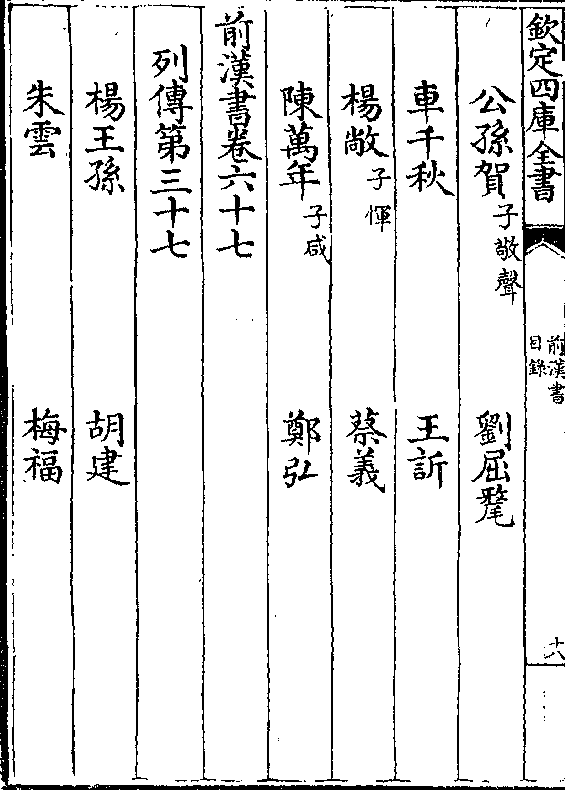 欽定四庫全書
前漢書
目錄
十八
公孫賀子敬聲 劉屈氂
車千秋 王訢
楊敞子惲 蔡義
陳萬年子咸 鄭弘
前漢書卷六十七
列傳第三十七
楊王孫 胡建
朱雲 梅福